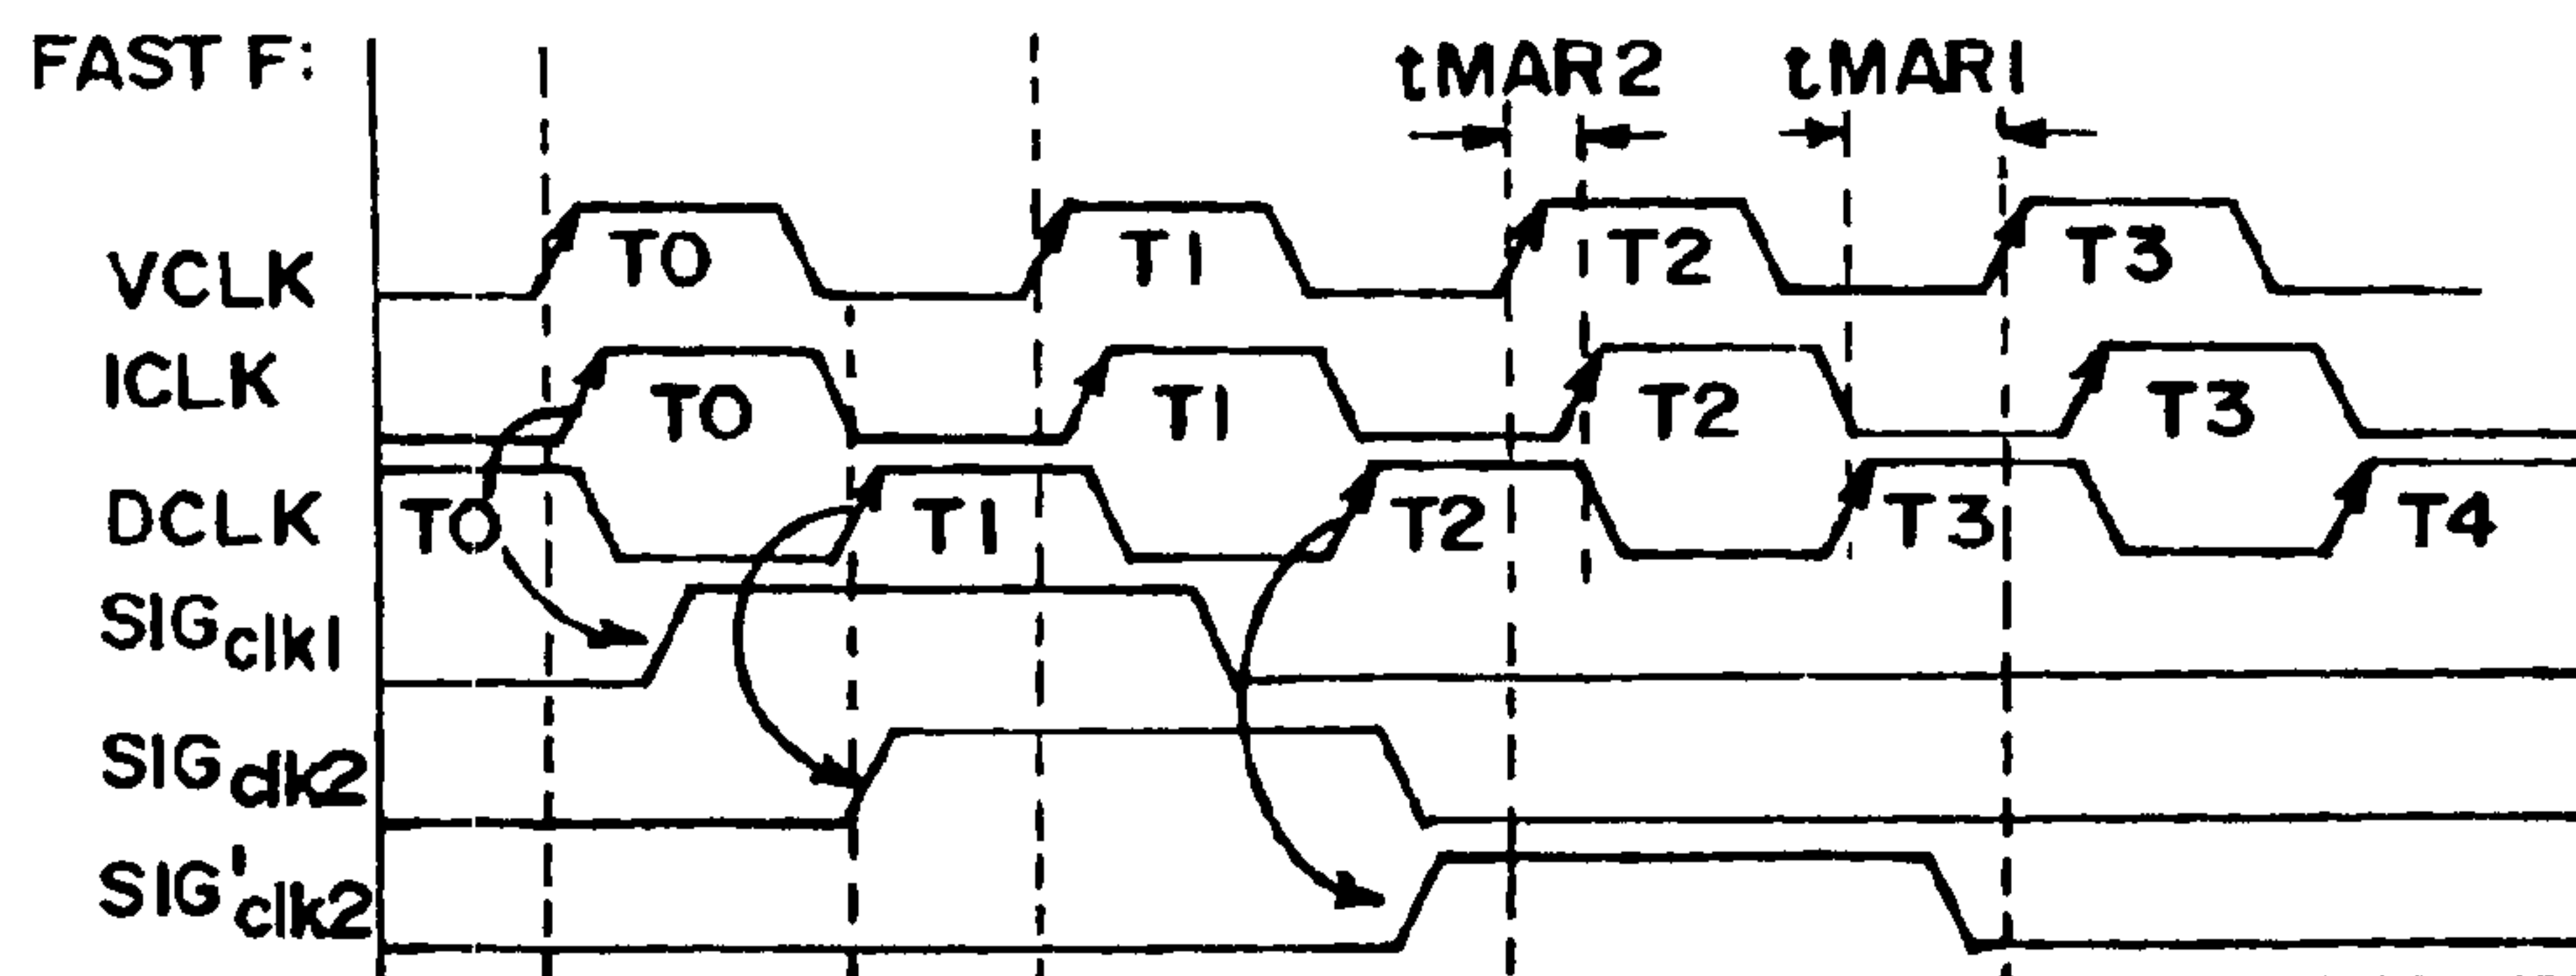 FAST F: tMAR2 tMAR1
VCLK T0 T1 T2 T3
ICLK T0 T1 T2 T3
DCLK T0 T1 T2 T3 T4
SIGclk1
SIGclk2
SIG'clk2